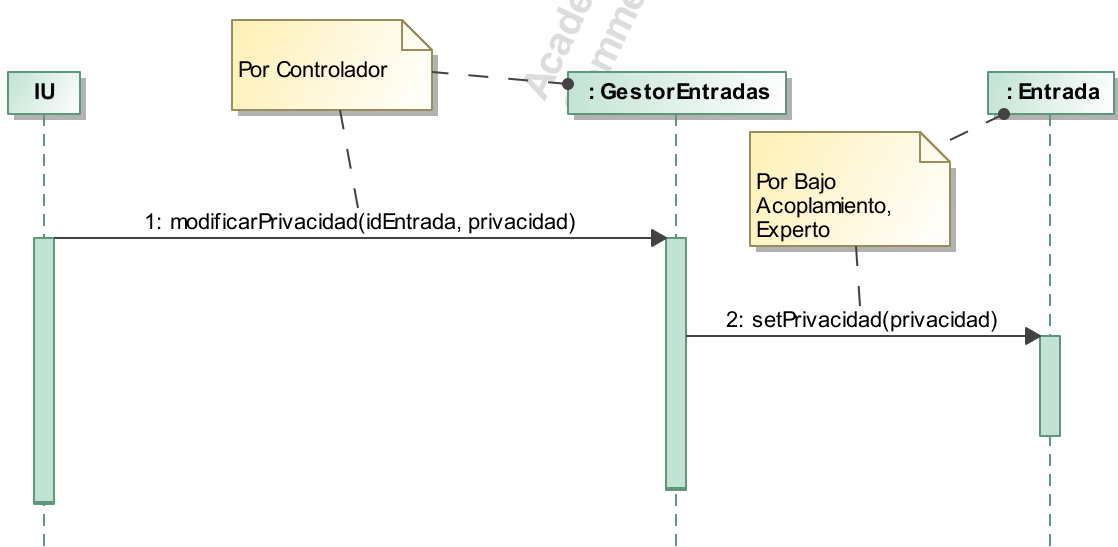 Por Controlador
IU
: GestorEntradas
: Entrada
Por Bajo
Acoplamiento,
Experto
1: modificarPrivacidad(idEntrada, privacidad)
2: setPrivacidad(privacidad)